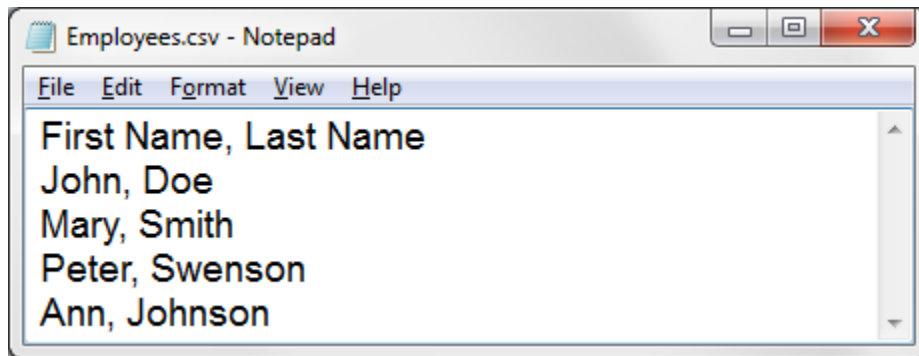 Employees.csv - Notepad
File Edit Format View Help
First Name, Last Name
John, Doe
Mary, Smith
Peter, Swenson
Ann, Johnson